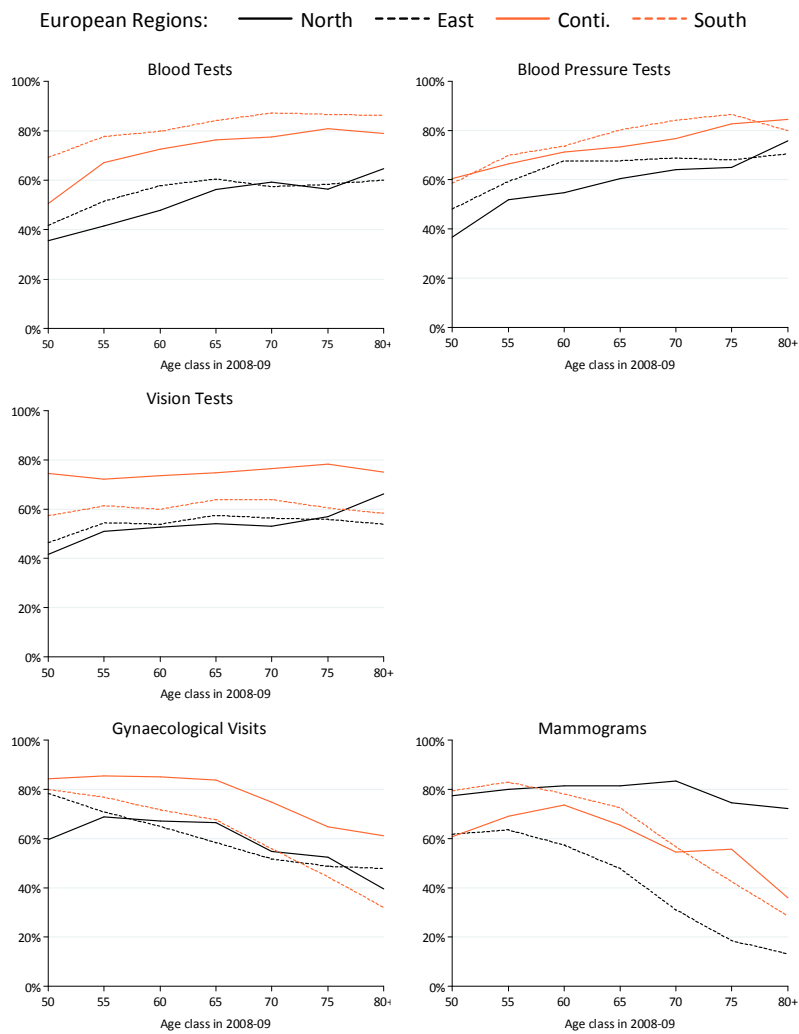 European Regions: North East Conti. South
Blood Tests
100%
80%
60%
40%
20%
0%
50 55 60 65 70 75 80+
Age class in 2008-09
Blood Pressure Tests
100%
80%
60%
40%
20%
0%
50 55 60 65 70 75 80+
Age class in 2008-09
Vision Tests
100%
80%
60%
40%
20%
0%
50 55 60 65 70 75 80+
Age class in 2008-09
Gynaecological Visits
100%
80%
60%
40%
20%
0%
50 55 60 65 70 75 80+
Age class in 2008-09
Mammograms
100%
80%
60%
40%
20%
0%
50 55 60 65 70 75 80+
Age class in 2008-09